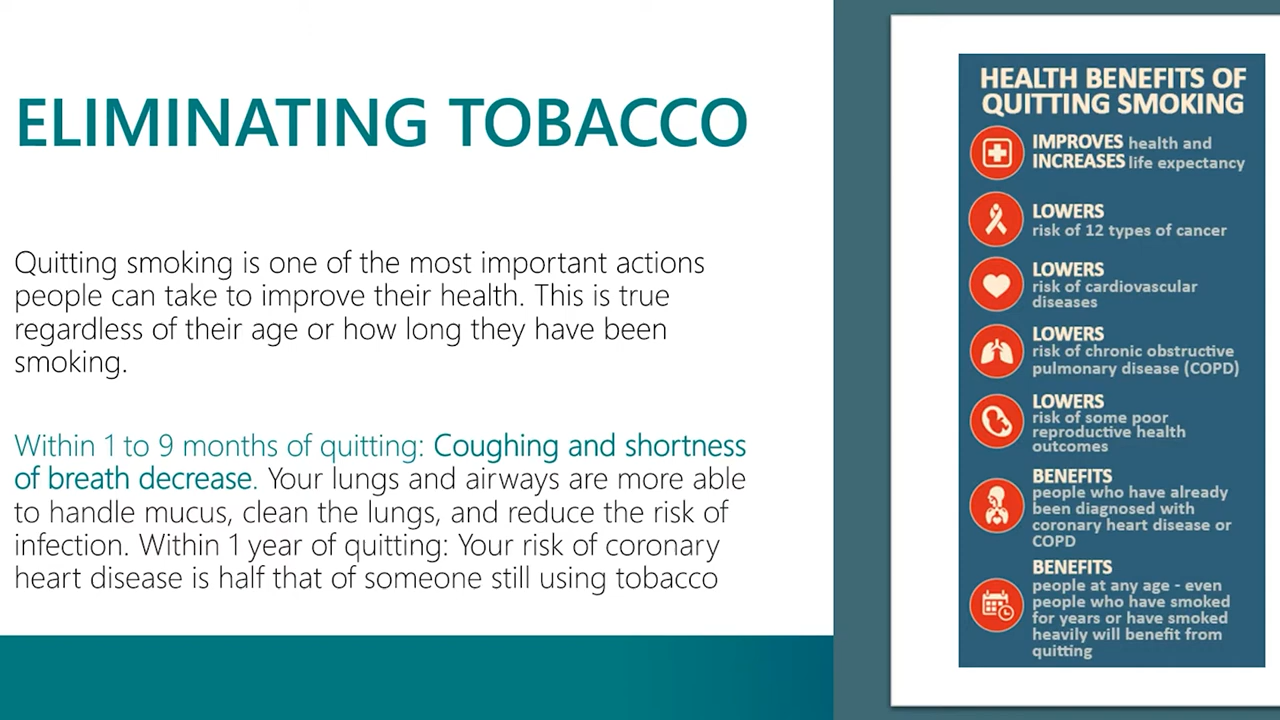 ELIMINATING TOBACCO
Quitting smoking is one of the most important actions
people can take to improve their health. This is true
regardless of their age or how long they have been
smoking.
Within 1 to 9 months of quitting: Coughing and shortness
of breath decrease. Your lungs and airways are more able
to handle mucus, clean the lungs, and reduce the risk of
infection. Within 1 year of quitting: Your risk of coronary
heart disease is half that of someone still using tobacco
HEALTH BENEFITS OF
QUITTING SMOKING
IMPROVES health and
INCREASES life expectancy
LOWERS
risk of 12 types of cancer
LOWERS
risk of cardiovascular
diseases
LOWERS
risk of chronic obstructive
pulmonary disease (COPD)
LOWERS
risk of some poor
reproductive health
outcomes
BENEFITS
people who have already
been diagnosed with
coronary heart disease or
COPD
BENEFITS
people at any age - even
people who have smoked
for years or have smoked
heavily will benefit from
quitting